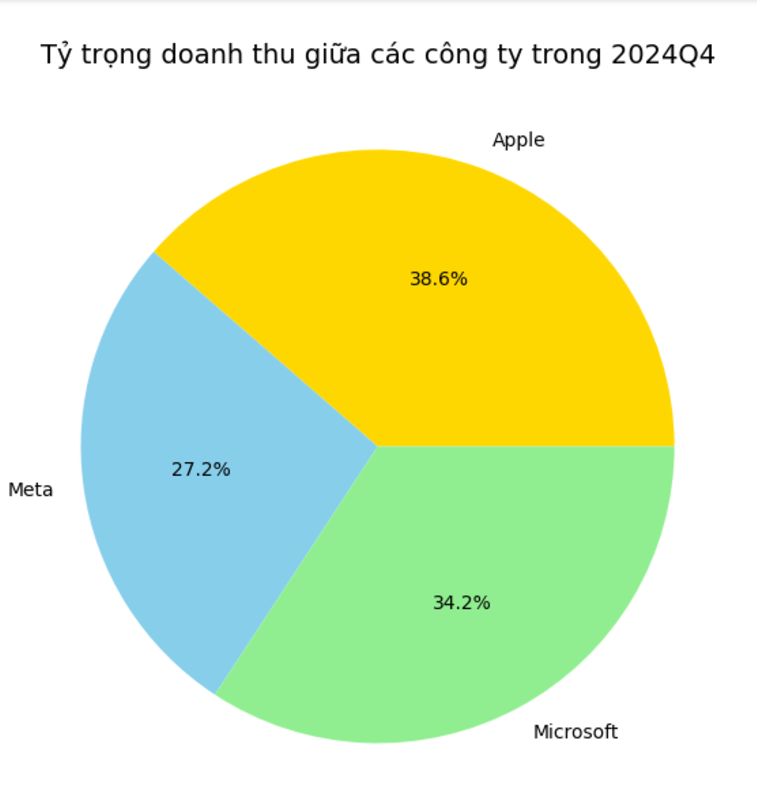 Tỷ trọng doanh thu giữa các công ty trong 2024Q4
Apple
38.6%
27.2%
Meta
34.2%
Microsoft